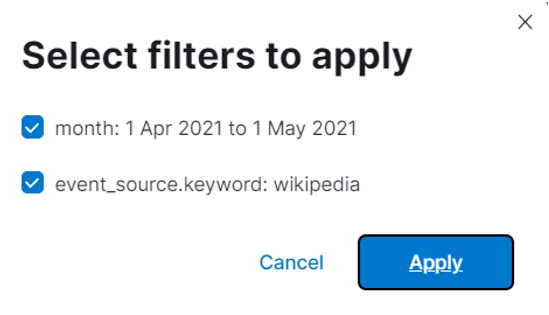 Select filters to apply
month: 1 Apr 2021 to 1 May 2021
event_source.keyword: wikipedia
Cancel Apply